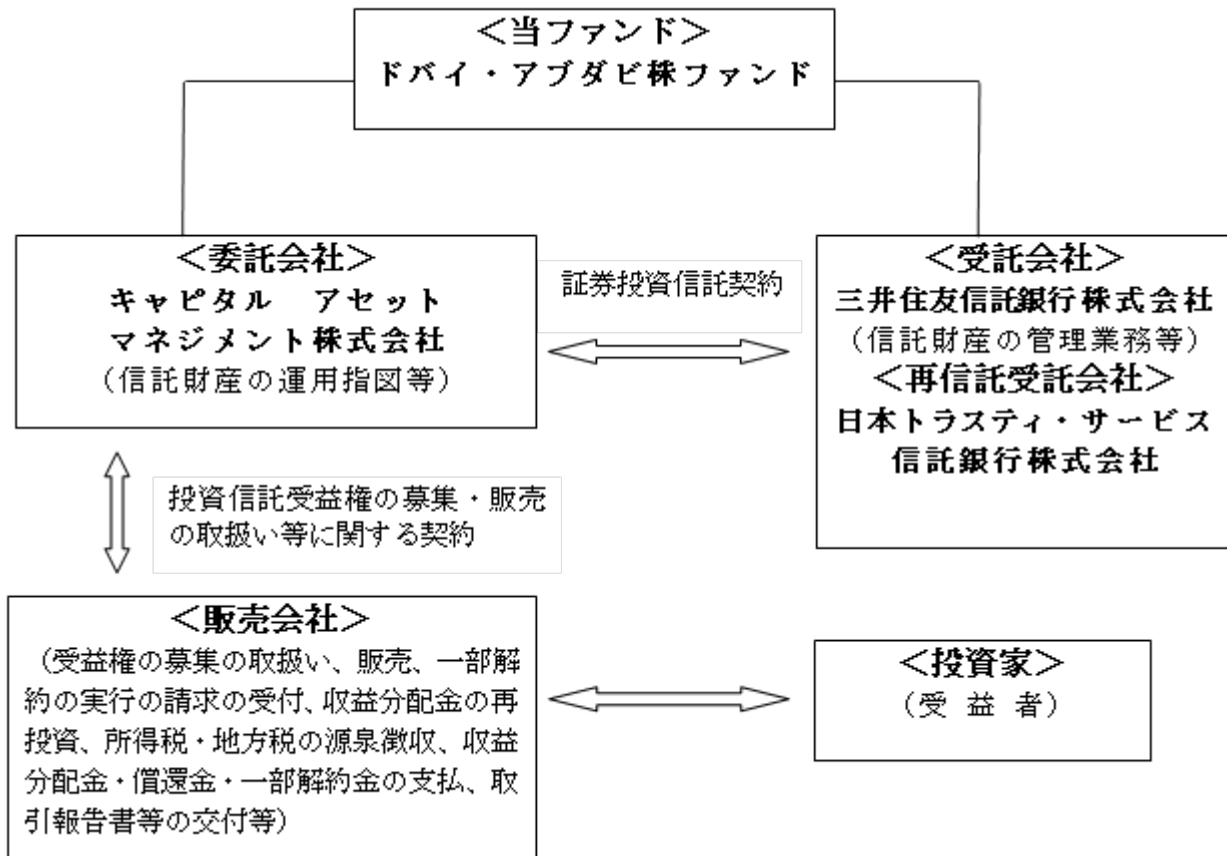 ＜当ファンド＞
ドバイ・アブダビ株ファンド
＜委託会社＞
キャピタル　アセット
マネジメント株式会社
（信託財産の運用指図等）
証券投資信託契約
＜受託会社＞
三井住友信託銀行株式会社
（信託財産の管理業務等）
＜再信託受託会社＞
日本トラスティ・サービス
信託銀行株式会社
投資信託受益権の募集・販売
の取扱い等に関する契約
＜販売会社＞
（受益権の募集の取扱い、販売、一部解
約の実行の請求の受付、収益分配金の再
投資、所得税・地方税の源泉徴収、収益
分配金・償還金・一部解約金の支払、取
引報告書等の交付等）
＜投資家＞
（受 益 者）